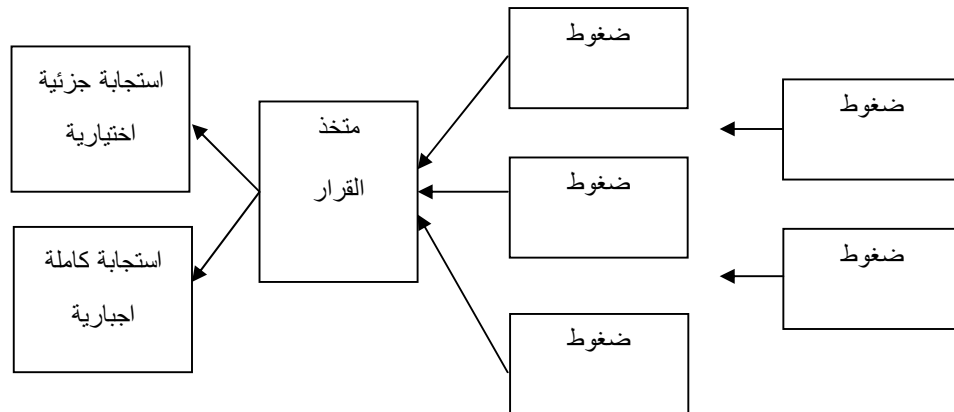 ضغوط
ضغوط
ضغوط
ضغوط
ضغوط
متخذ
القرار
استجابة جزئية
اختيارية
استجابة كاملة
اجبارية